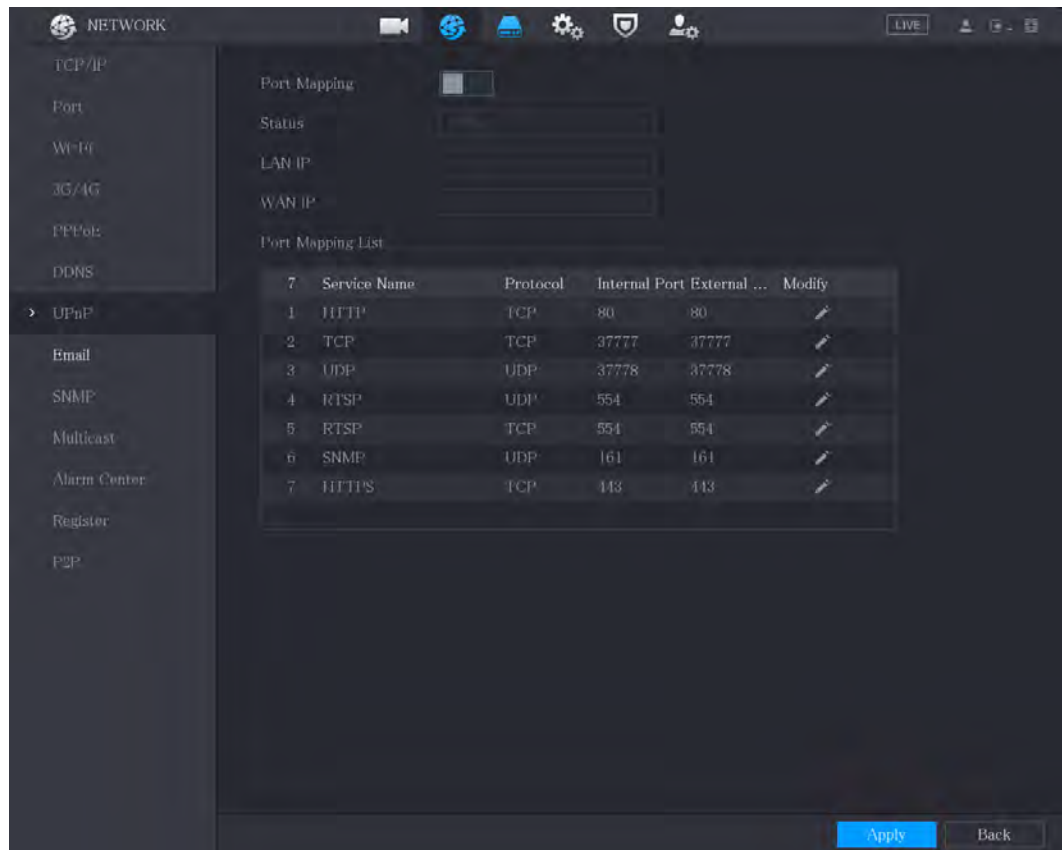 NETWORK
LIVE
TCP/IP
Port
Wi-Fi
3G/4G
PPPoE
DDNS
UPnP
Email
SNMP
Multicast
Alarm Center
Register
P2P
Port Mapping
Status
LAN IP
WAN IP
Port Mapping List
7 Service Name Protocol Internal Port External ... Modify
1 HTTP TCP 80 80
2 TCP TCP 37777 37777
3 UDP UDP 37778 37778
4 RTSP UDP 554 554
5 RTSP TCP 554 554
6 SNMP UDP 161 161
7 HTTPS TCP 443 443
Apply Back